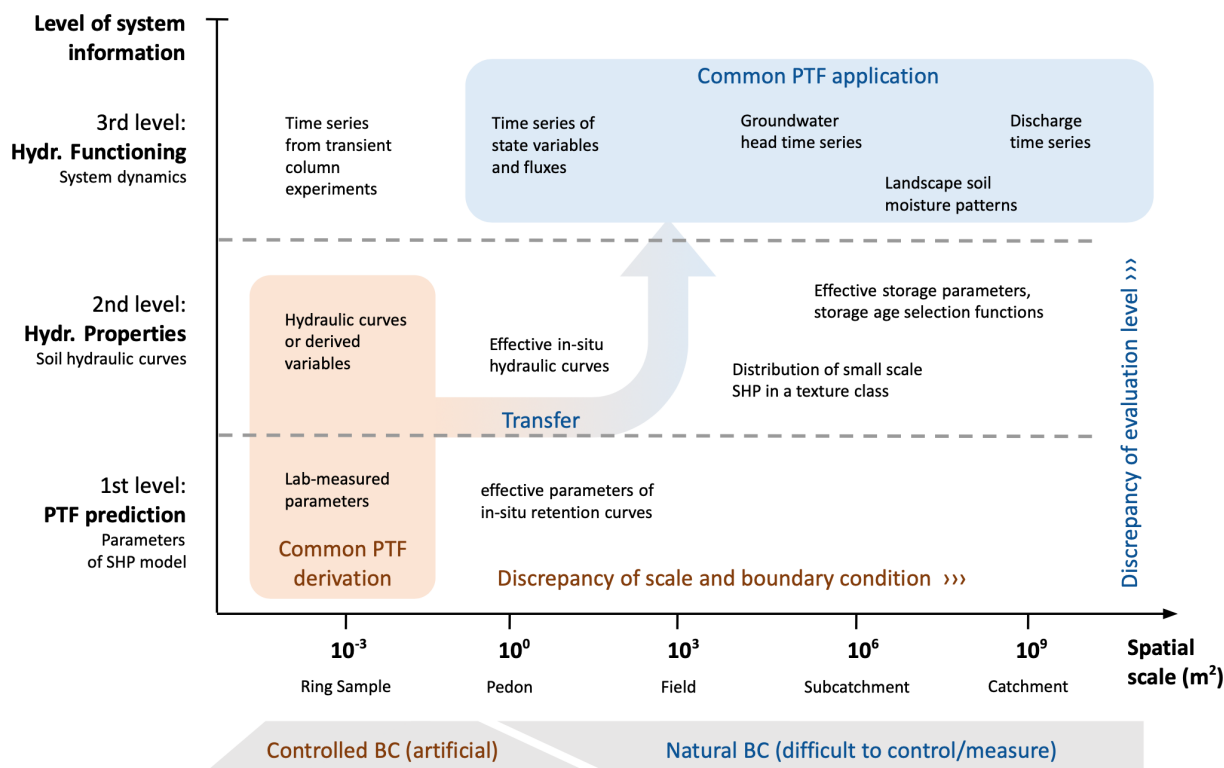 Level of system
information
3rd level:
Hydr. Functioning
System dynamics
Time series
from transient
column
experiments
Common PTF application
Time series of
state variables
and fluxes
Groundwater
head time series
Discharge
time series
Landscape soil
moisture patterns
2nd level:
Hydr. Properties
Soil hydraulic curves
Hydraulic curves
or derived
variables
Effective in-situ
hydraulic curves
Effective storage parameters,
storage age selection functions
Distribution of small scale
SHP in a texture class
Transfer
1st level:
PTF prediction
Parameters
of SHP model
Lab-measured
parameters
Common PTF
derivation
effective parameters of
in-situ retention curves
Discrepancy of scale and boundary condition ›››
Discrepancy of evaluation level ›››
10⁻³
10⁰
10³
10⁶
10⁹
Spatial
scale (m²)
Ring Sample
Pedon
Field
Subcatchment
Catchment
Controlled BC (artificial)
Natural BC (difficult to control/measure)